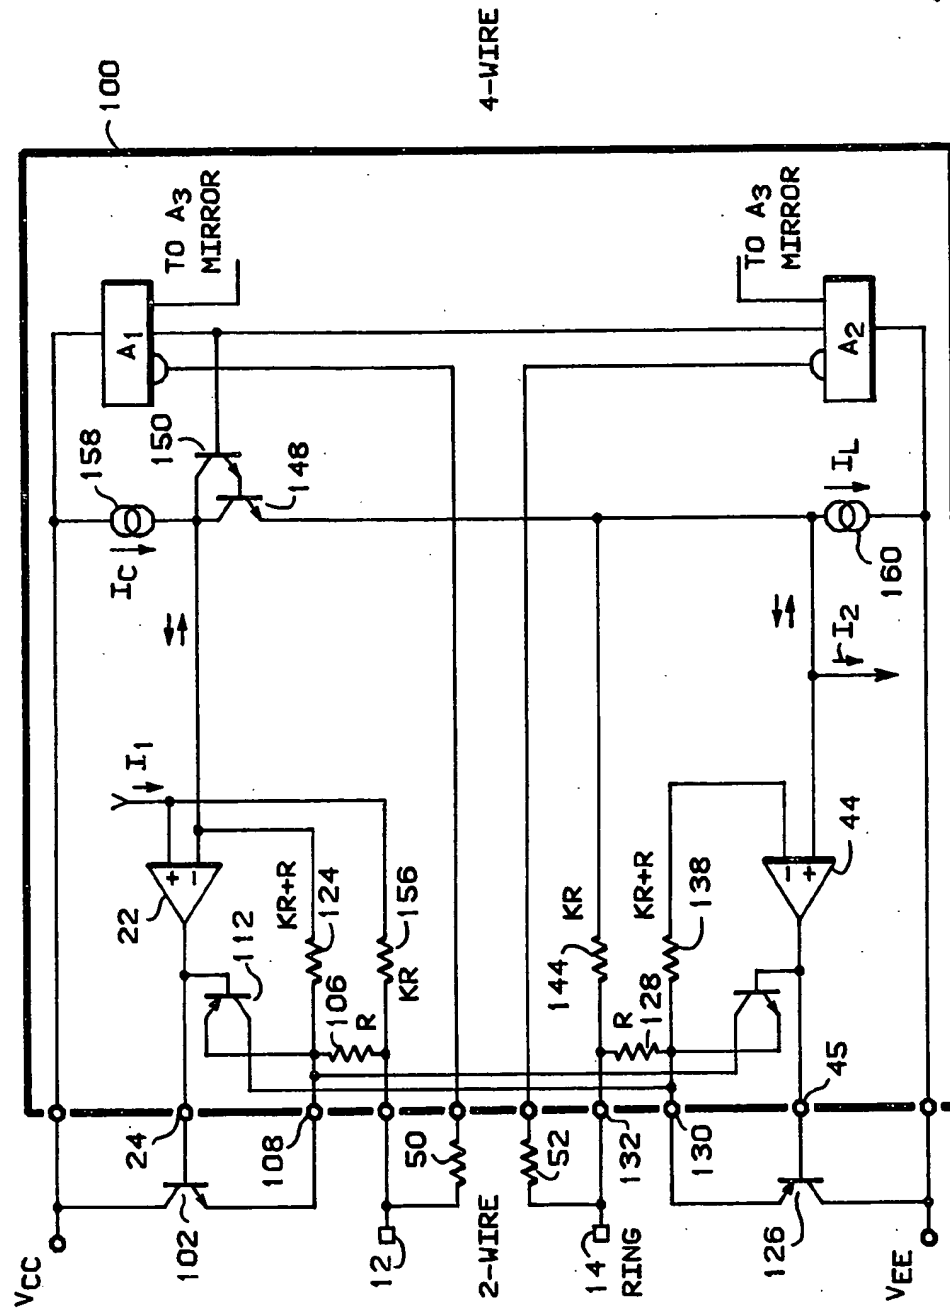 VCC
24
108
102
12
2-WIRE
50
52
14
RING
132
130
126
45
VEE
22
112
106
R
KR+R
124
156
KR
144
KR
R
128
KR+R
138
44
I1
I2
IC
158
150
148
IL
160
A1
TO A3
MIRROR
TO A3
MIRROR
A2
100
4-WIRE
+
-
-
+